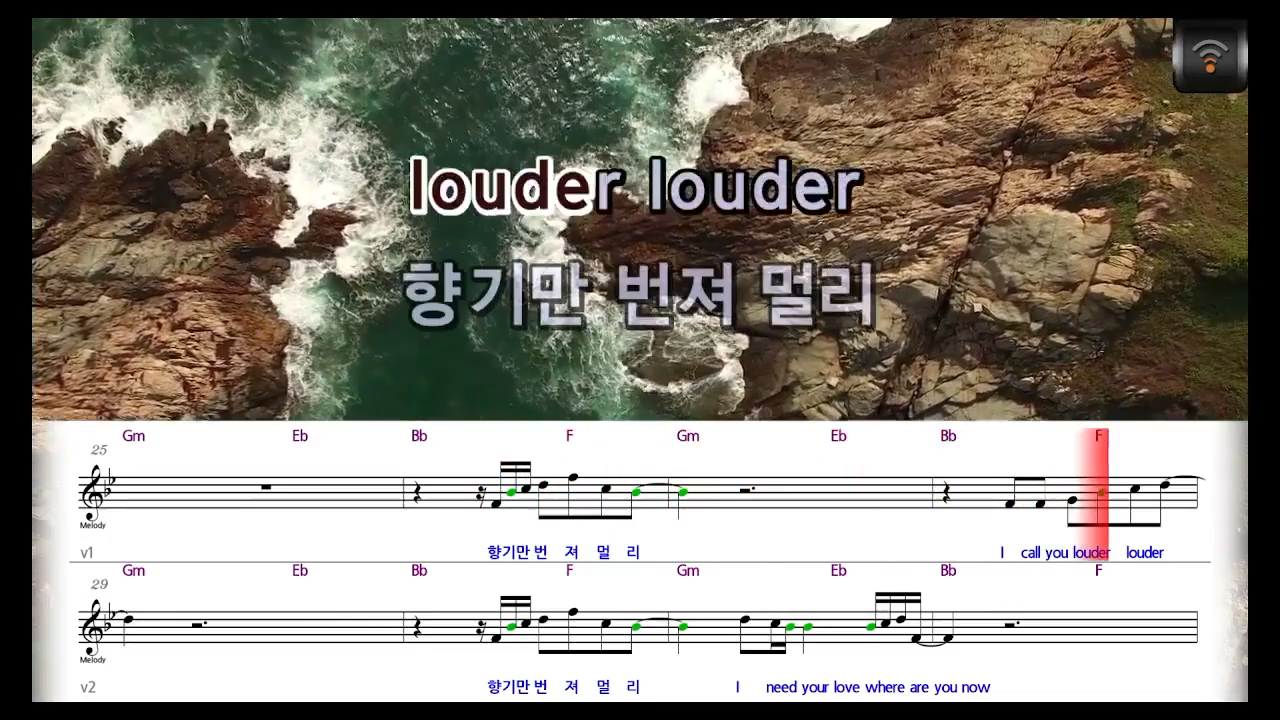 louder louder
향기만 번져 멀리
Gm Eb Bb F Gm Eb Bb F
25
Melody
v1 향기만 번 져 멀 리 I call you louder louder
Gm Eb Bb F Gm Eb Bb F
29
Melody
v2 향기만 번 져 멀 리 I need your love where are you now